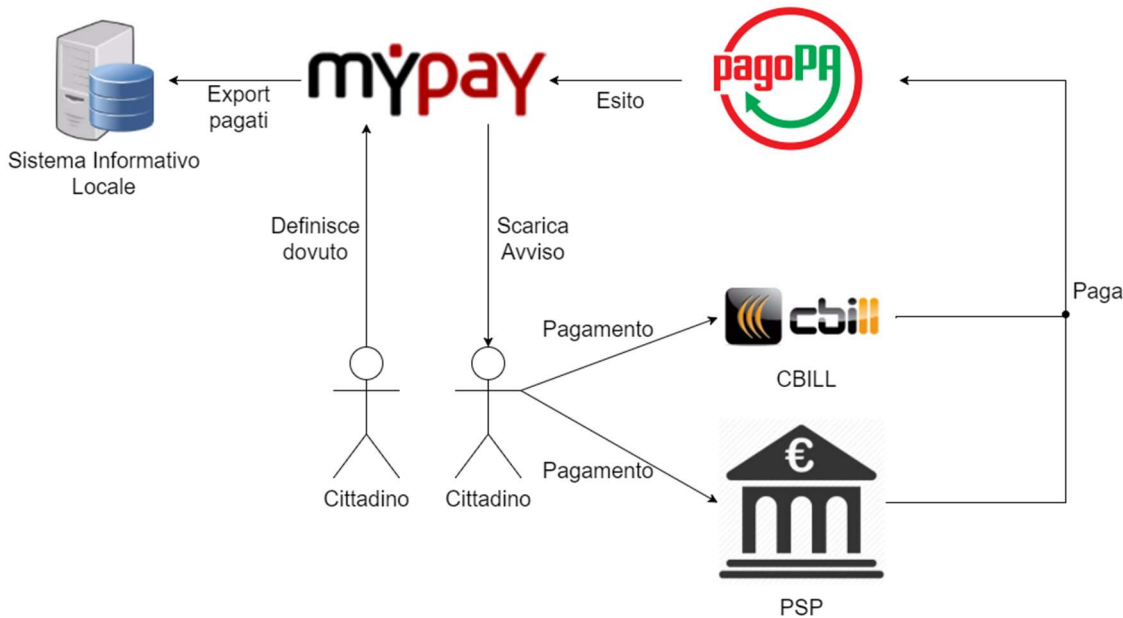 mypay
pagoPA
Export
pagati
Esito
Sistema Informativo
Locale
Definisce
dovuto
Scarica
Avviso
Paga
Pagamento
cbill
CBILL
€
Pagamento
Cittadino
Cittadino
PSP